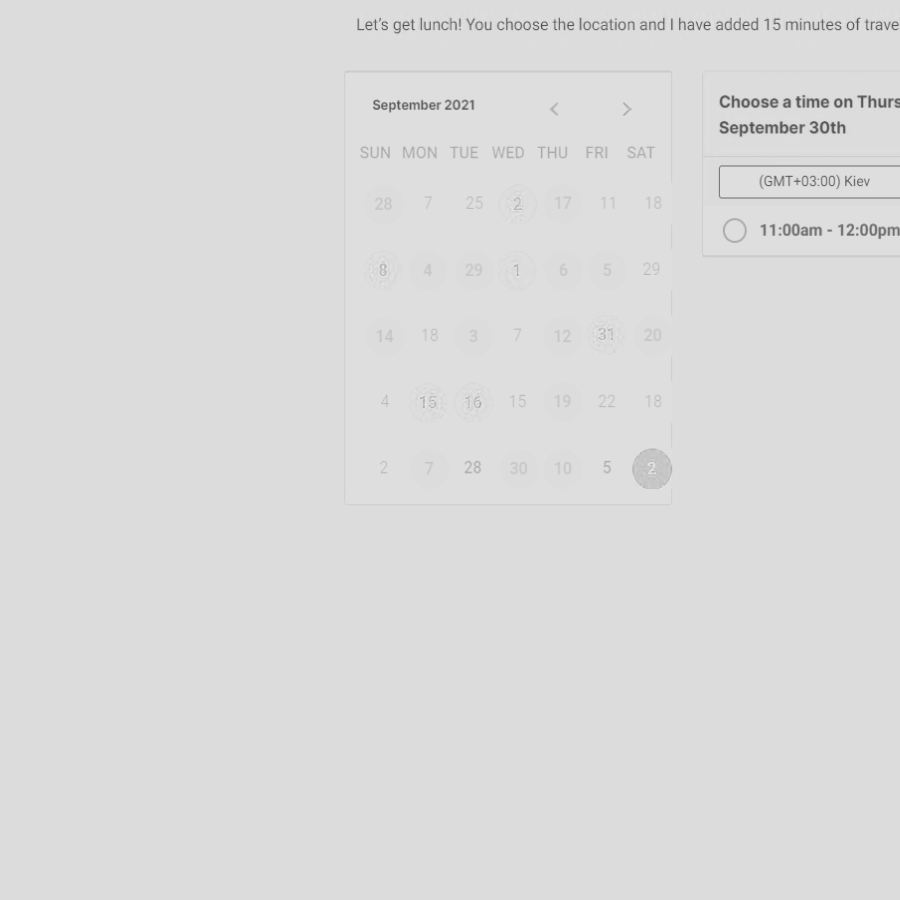 Let's get lunch! You choose the location and I have added 15 minutes of trave
September 2021
SUN MON TUE WED THU FRI SAT
28 7 25 2 17 11 18
8 4 29 1 6 5 29
14 18 3 7 12 31 20
4 15 16 15 19 22 18
2 7 28 30 10 5 2
Choose a time on Thurs
September 30th
(GMT+03:00) Kiev
11:00am - 12:00pm